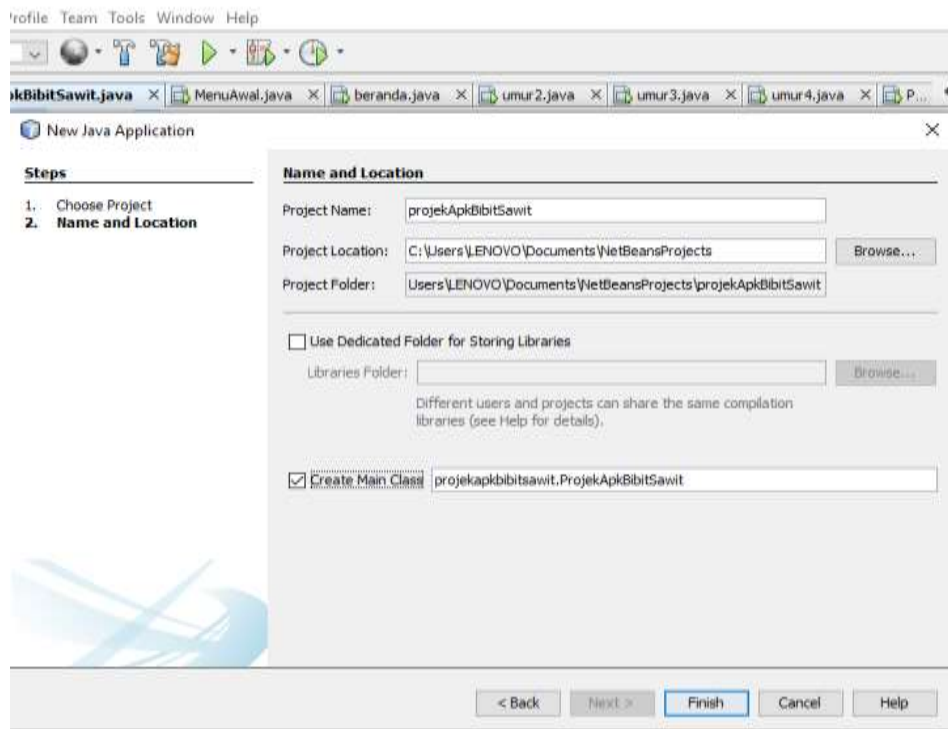 rofile Team Tools Window Help
kBibitSawit.java MenuAwal.java beranda.java umur2.java umur3.java umur4.java P...
New Java Application
Steps
1. Choose Project
2. Name and Location
Name and Location
Project Name: projekApkBibitSawit
Project Location: C:\Users\LENOVO\Documents\NetBeansProjects Browse...
Project Folder: Users\LENOVO\Documents\NetBeansProjects\projekApkBibitSawit
Use Dedicated Folder for Storing Libraries
Libraries Folder: Browse...
Different users and projects can share the same compilation
libraries (see Help for details).
Create Main Class projekapkbibitsawit.ProjekApkBibitSawit
< Back Next > Finish Cancel Help